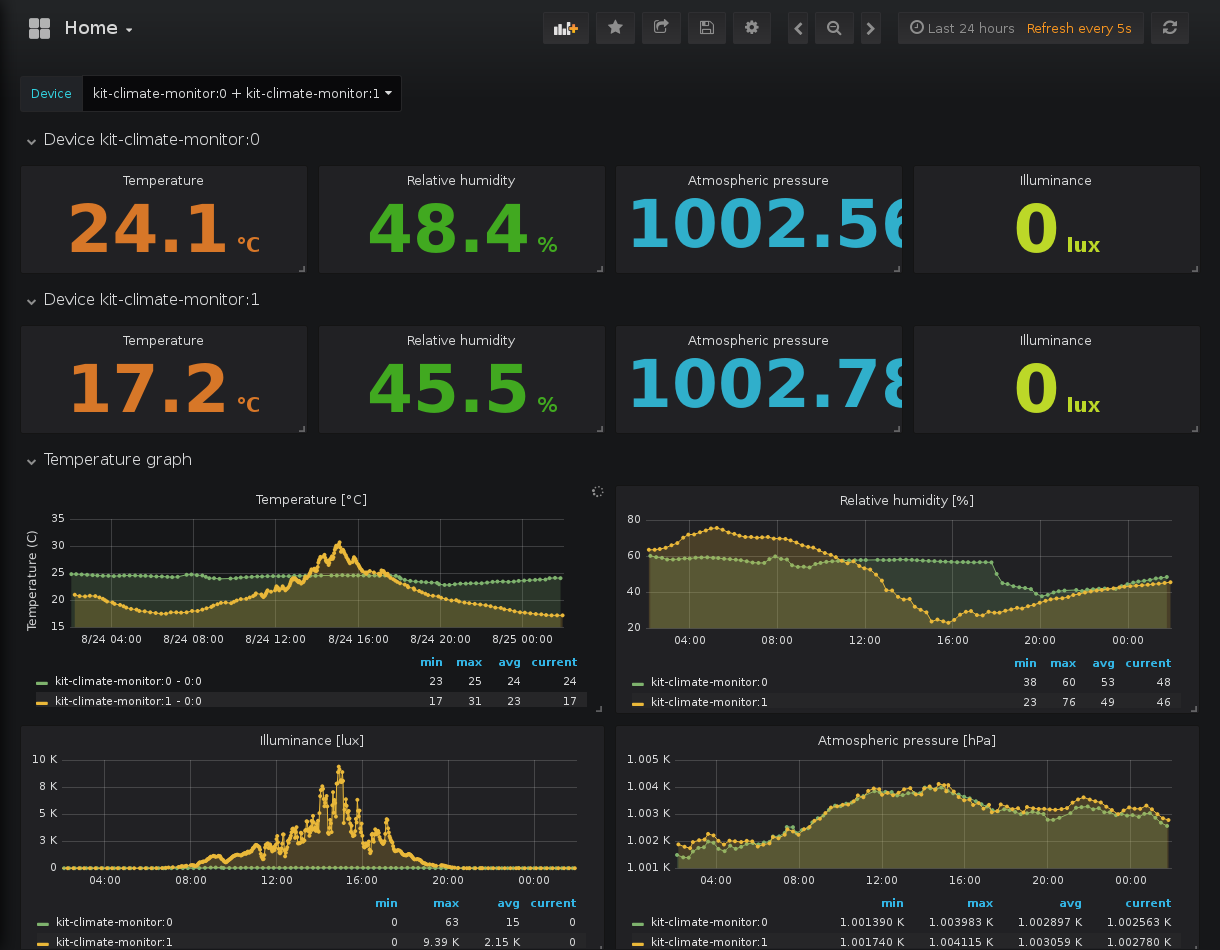 Home
Last 24 hours Refresh every 5s
Device kit-climate-monitor:0 + kit-climate-monitor:1
Device kit-climate-monitor:0
Temperature Relative humidity Atmospheric pressure Illuminance
24.1 °C 48.4 % 1002.56 0 lux
Device kit-climate-monitor:1
Temperature Relative humidity Atmospheric pressure Illuminance
17.2 °C 45.5 % 1002.78 0 lux
Temperature graph
Temperature [°C]
Temperature (C)
35
30
25
20
15
8/24 04:00 8/24 08:00 8/24 12:00 8/24 16:00 8/24 20:00 8/25 00:00
min max avg current
kit-climate-monitor:0 - 0:0 23 25 24 24
kit-climate-monitor:1 - 0:0 17 31 23 17
Relative humidity [%]
80
60
40
20
04:00 08:00 12:00 16:00 20:00 00:00
min max avg current
kit-climate-monitor:0 38 60 53 48
kit-climate-monitor:1 23 76 49 46
Illuminance [lux]
10 K
8 K
5 K
3 K
0
04:00 08:00 12:00 16:00 20:00 00:00
min max avg current
kit-climate-monitor:0 0 63 15 0
kit-climate-monitor:1 0 9.39 K 2.15 K 0
Atmospheric pressure [hPa]
1.005 K
1.004 K
1.003 K
1.002 K
1.001 K
04:00 08:00 12:00 16:00 20:00 00:00
min max avg current
kit-climate-monitor:0 1.001390 K 1.003983 K 1.002897 K 1.002563 K
kit-climate-monitor:1 1.001740 K 1.004115 K 1.003059 K 1.002780 K